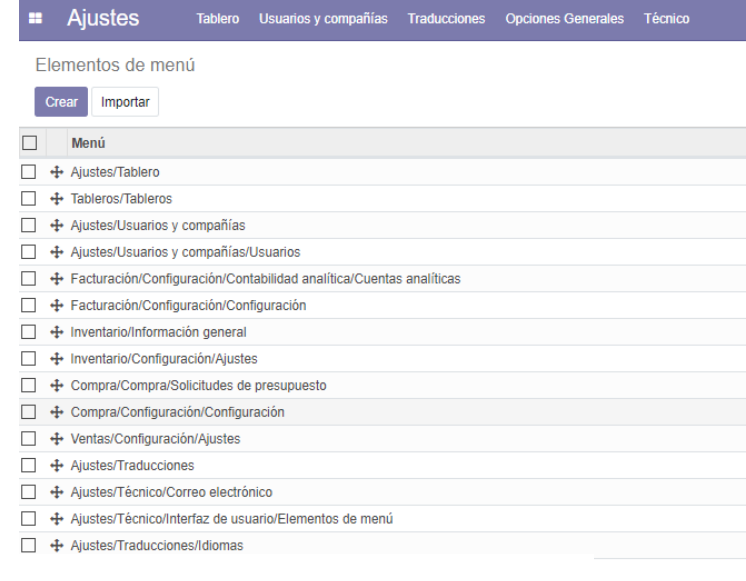 Ajustes Tablero Usuarios y compañías Traducciones Opciones Generales Técnico
Elementos de menú
Crear Importar
Menú
Ajustes/Tablero
Tableros/Tableros
Ajustes/Usuarios y compañías
Ajustes/Usuarios y compañías/Usuarios
Facturación/Configuración/Contabilidad analítica/Cuentas analíticas
Facturación/Configuración/Configuración
Inventario/Información general
Inventario/Configuración/Ajustes
Compra/Compra/Solicitudes de presupuesto
Compra/Configuración/Configuración
Ventas/Configuración/Ajustes
Ajustes/Traducciones
Ajustes/Técnico/Correo electrónico
Ajustes/Técnico/Interfaz de usuario/Elementos de menú
Ajustes/Traducciones/Idiomas